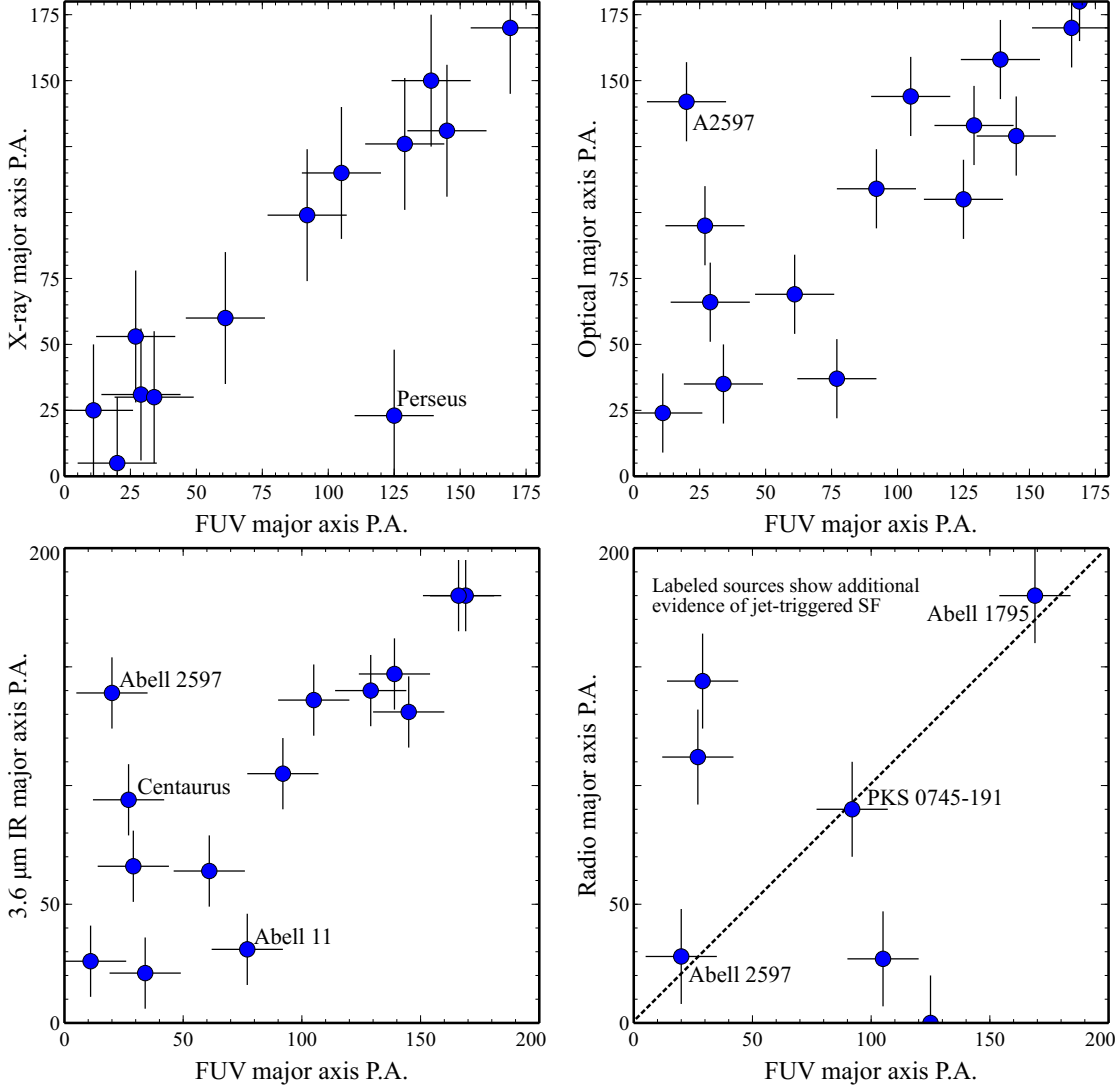 175
150
75
50
25
0
X-ray major axis P.A.
Perseus
0 25 50 75 100 125 150 175
FUV major axis P.A.
175
150
75
50
25
0
Optical major axis P.A.
A2597
25 50 75 100 125 150 175
FUV major axis P.A.
200
50
0
3.6 μm IR major axis P.A.
Abell 2597
Centaurus
Abell 11
0 50 100 150 200
FUV major axis P.A.
200
50
0
Radio major axis P.A.
Labeled sources show additional
evidence of jet-triggered SF
Abell 1795
PKS 0745-191
Abell 2597
0 50 100 150 200
FUV major axis P.A.